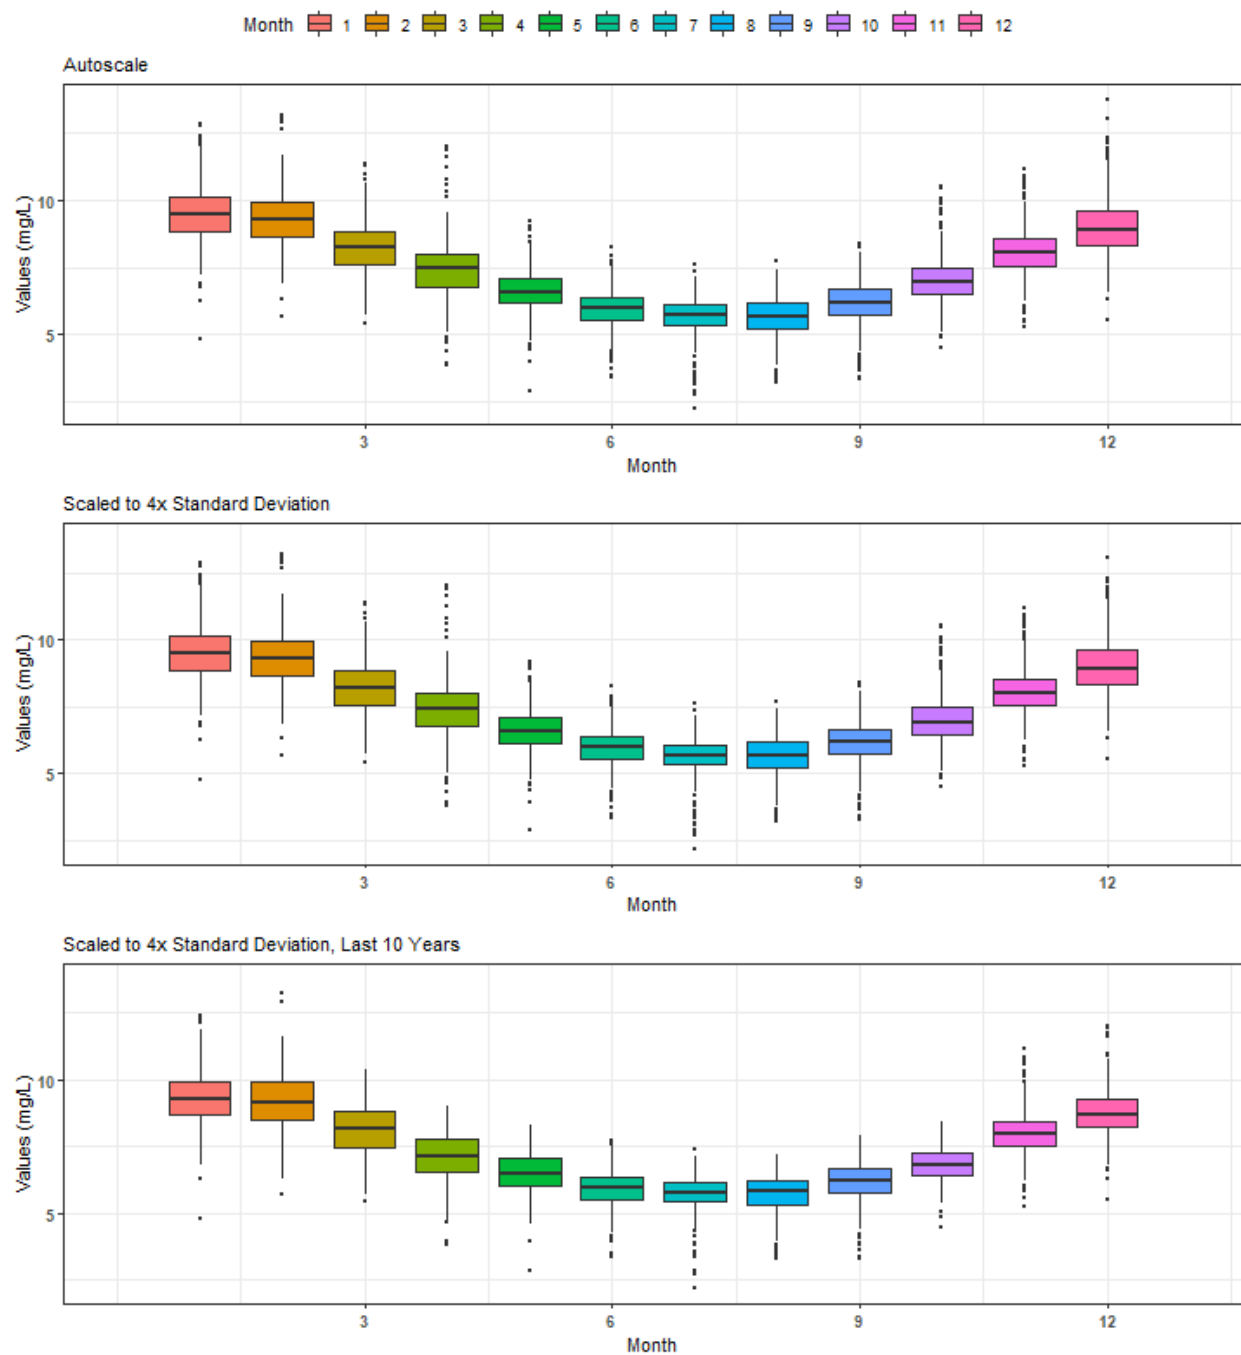 Month 1 2 3 4 5 6 7 8 9 10 11 12
Autoscale
Values (mg/L)
10
5
3 6 9 12
Month
Scaled to 4x Standard Deviation
Values (mg/L)
10
5
3 6 9 12
Month
Scaled to 4x Standard Deviation, Last 10 Years
Values (mg/L)
10
5
3 6 9 12
Month